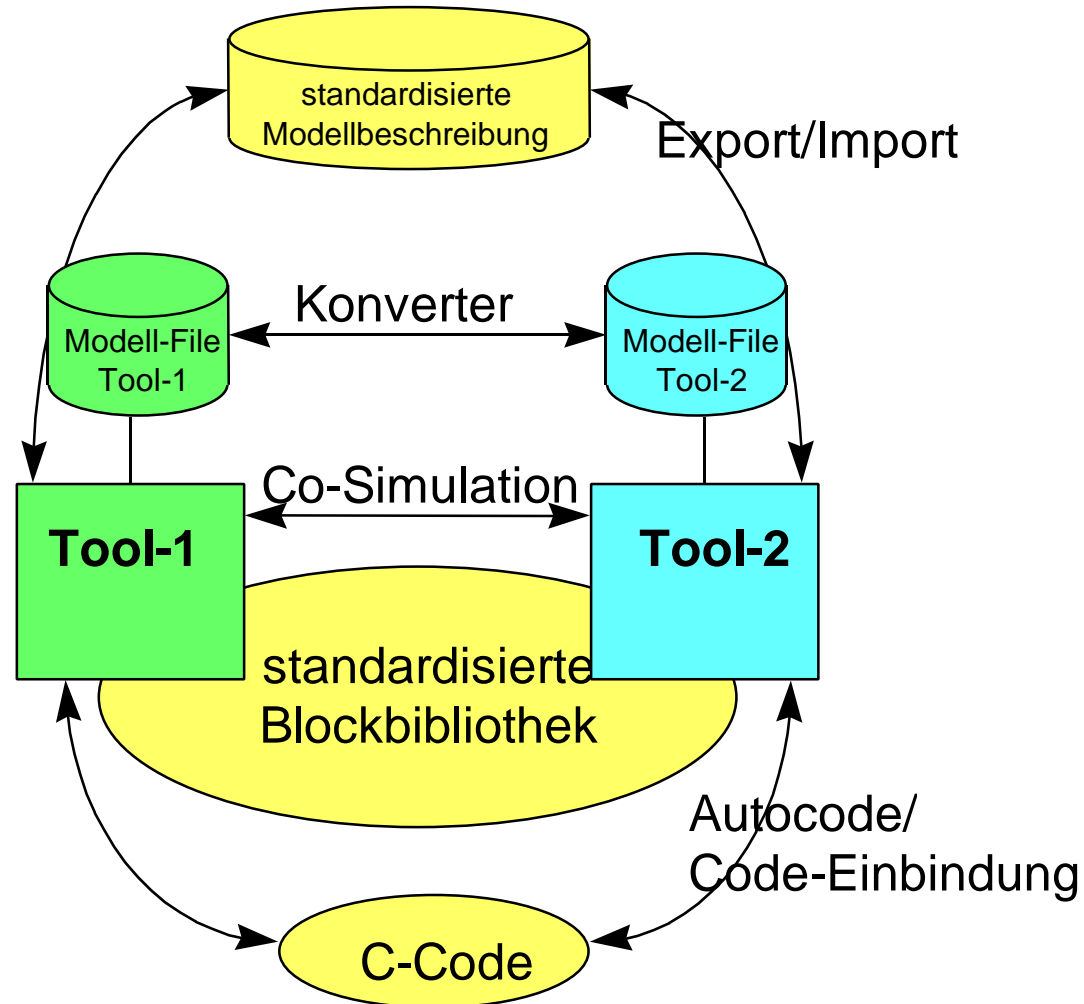 standardisierte
Modellbeschreibung
Export/Import
Konverter
Modell-File
Tool-1
Modell-File
Tool-2
Co-Simulation
Tool-1
Tool-2
standardisierte
Blockbibliothek
Autocode/
Code-Einbindung
C-Code